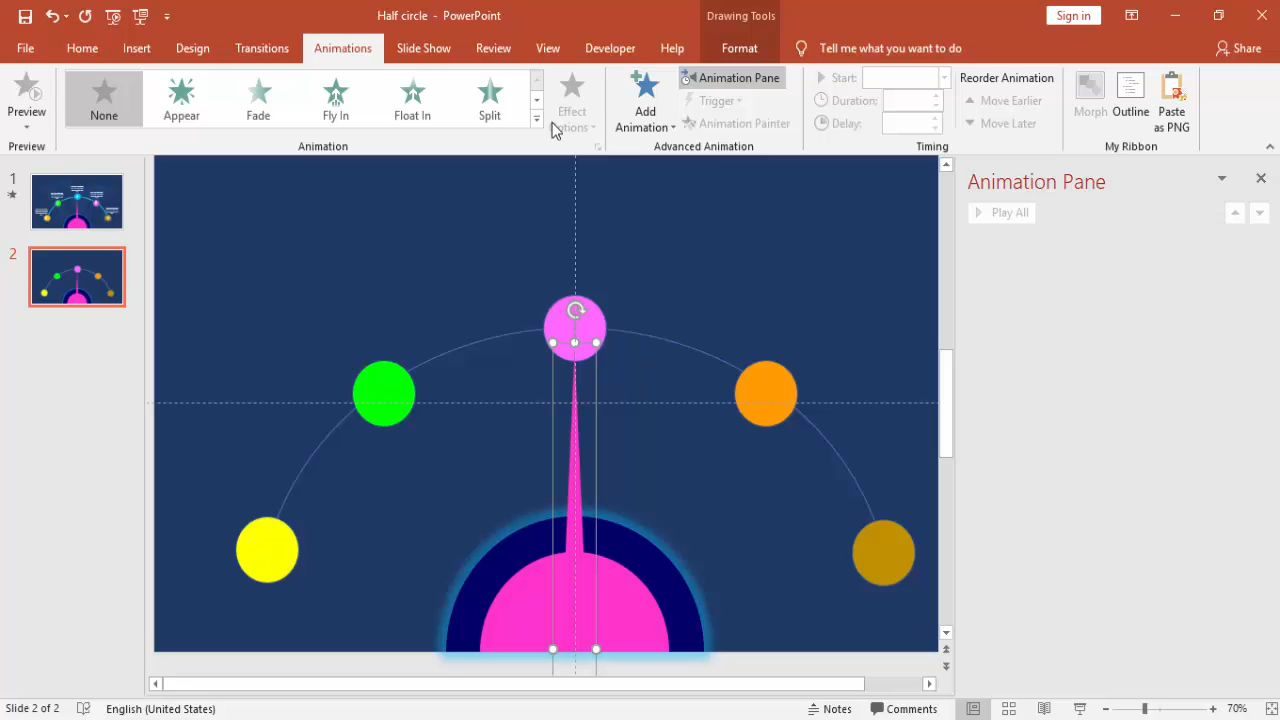 Half circle - PowerPoint
Drawing Tools
Sign in
File Home Insert Design Transitions Animations Slide Show Review View Developer Help Format Tell me what you want to do Share
Preview
None Appear Fade Fly In Float In Split
Effect
Options
Add
Animation
Animation Pane
Trigger
Animation Painter
Start:
Duration:
Delay:
Reorder Animation
Move Earlier
Move Later
Morph
Outline
Paste
as PNG
Preview Animation Advanced Animation Timing My Ribbon
1
2
Animation Pane
Play All
Slide 2 of 2 English (United States) Notes Comments 70%